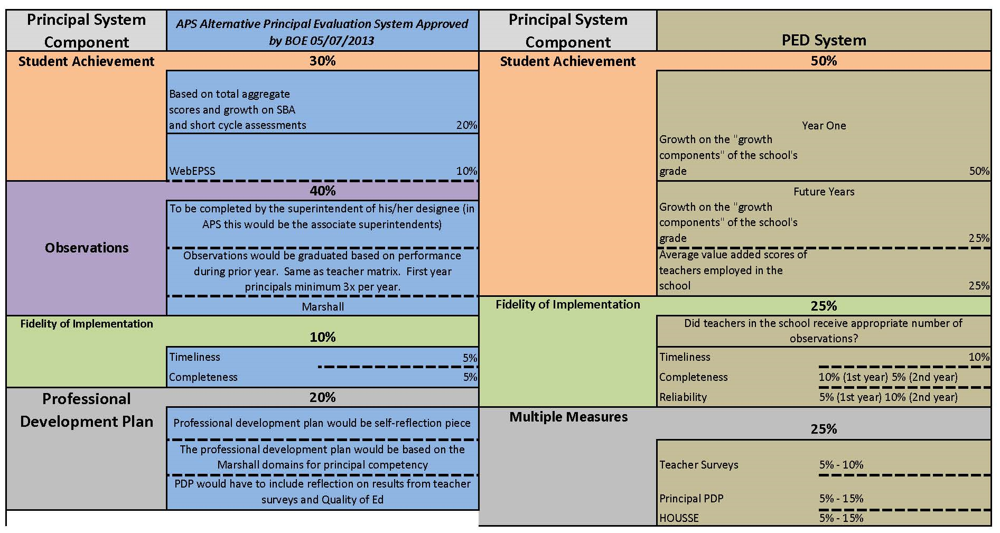 Principal System
Component
APS Alternative Principal Evaluation System Approved
by BOE 05/07/2013
Student Achievement
30%
Based on total aggregate
scores and growth on SBA
and short cycle assessments
20%
WebEPSS
10%
40%
Observations
To be completed by the superintendent of his/her designee (in
APS this would be the associate superintendents)
Observations would be graduated based on performance
during prior year. Same as teacher matrix. First year
principals minimum 3x per year.
Marshall
Fidelity of Implementation
10%
Timeliness
5%
Completeness
5%
Professional
Development Plan
20%
Professional development plan would be self-reflection piece
The professional development plan would be based on the
Marshall domains for principal competency
PDP would have to include reflection on results from teacher
surveys and Quality of Ed
Principal System
Component
PED System
Student Achievement
50%
Year One
Growth on the "growth
components" of the school's
grade
50%
Future Years
Growth on the "growth
components" of the school's
grade
25%
Average value added scores of
teachers employed in the
school
25%
Fidelity of Implementation
25%
Did teachers in the school receive appropriate number of
observations?
Timeliness
10%
Completeness
10% (1st year) 5% (2nd year)
Reliability
5% (1st year) 10% (2nd year)
Multiple Measures
25%
Teacher Surveys
5% - 10%
Principal PDP
5% - 15%
HOUSSE
5% - 15%